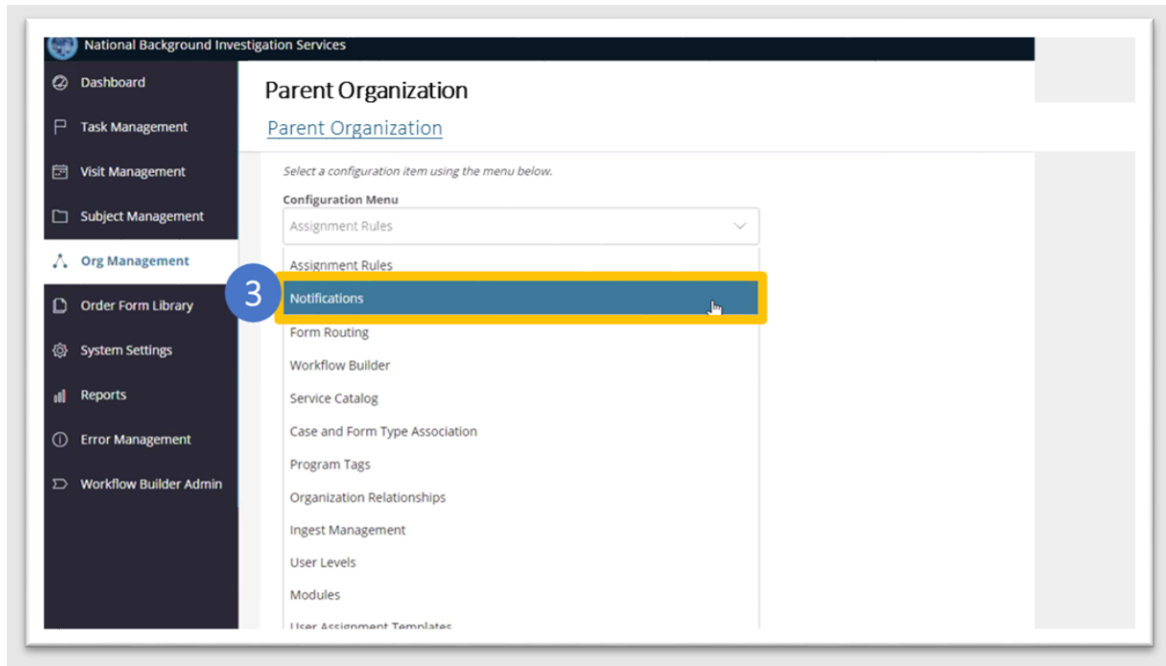 National Background Investigation Services
Dashboard
Task Management
Visit Management
Subject Management
Org Management
Order Form Library
System Settings
Reports
Error Management
Workflow Builder Admin
Parent Organization
Parent Organization
Select a configuration item using the menu below.
Configuration Menu
Assignment Rules
Assignment Rules
3
Notifications
Form Routing
Workflow Builder
Service Catalog
Case and Form Type Association
Program Tags
Organization Relationships
Ingest Management
User Levels
Modules
User Assignment Templates